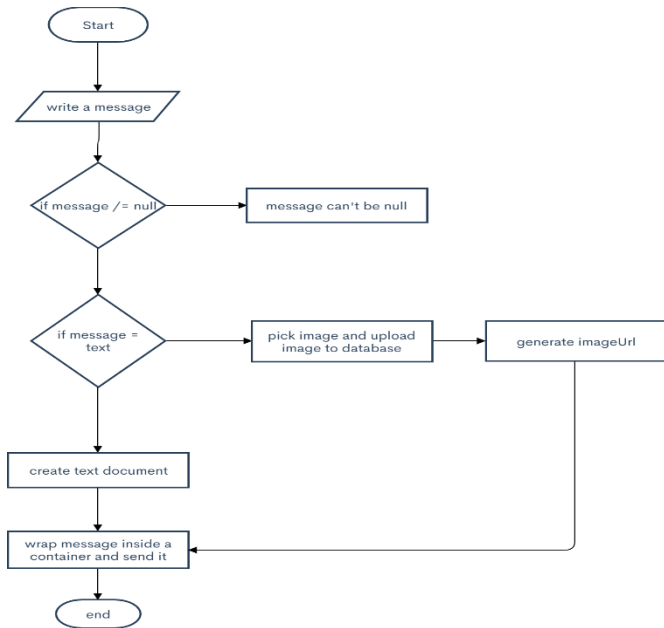 Start
write a message
if message /= null
message can't be null
if message =
text
pick image and upload
image to database
generate imageUrl
create text document
wrap message inside a
container and send it
end